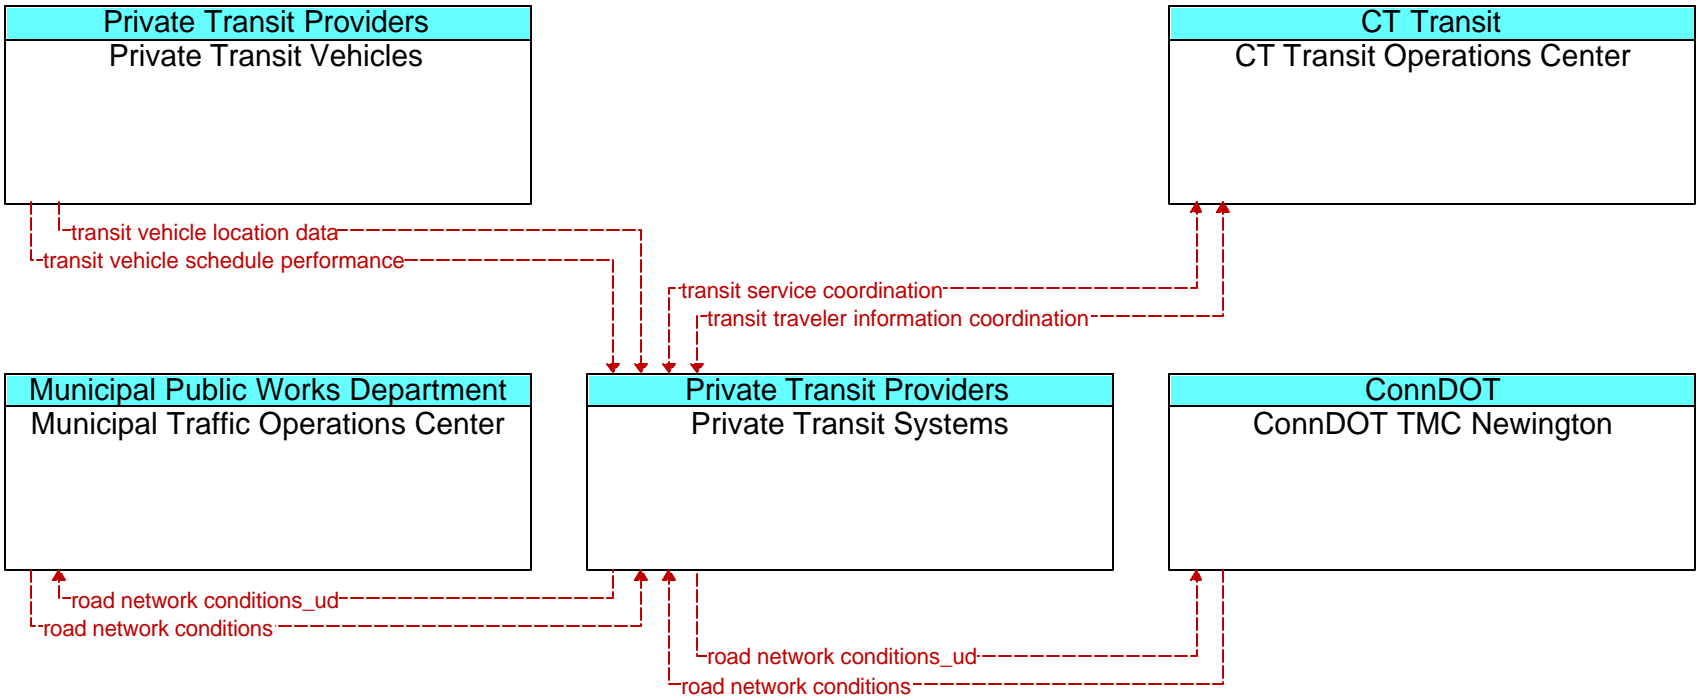 Private Transit Providers
Private Transit Vehicles
CT Transit
CT Transit Operations Center
transit vehicle location data
transit vehicle schedule performance
transit service coordination
transit traveler information coordination
Municipal Public Works Department
Municipal Traffic Operations Center
Private Transit Providers
Private Transit Systems
ConnDOT
ConnDOT TMC Newington
road network conditions_ud
road network conditions
road network conditions_ud
road network conditions